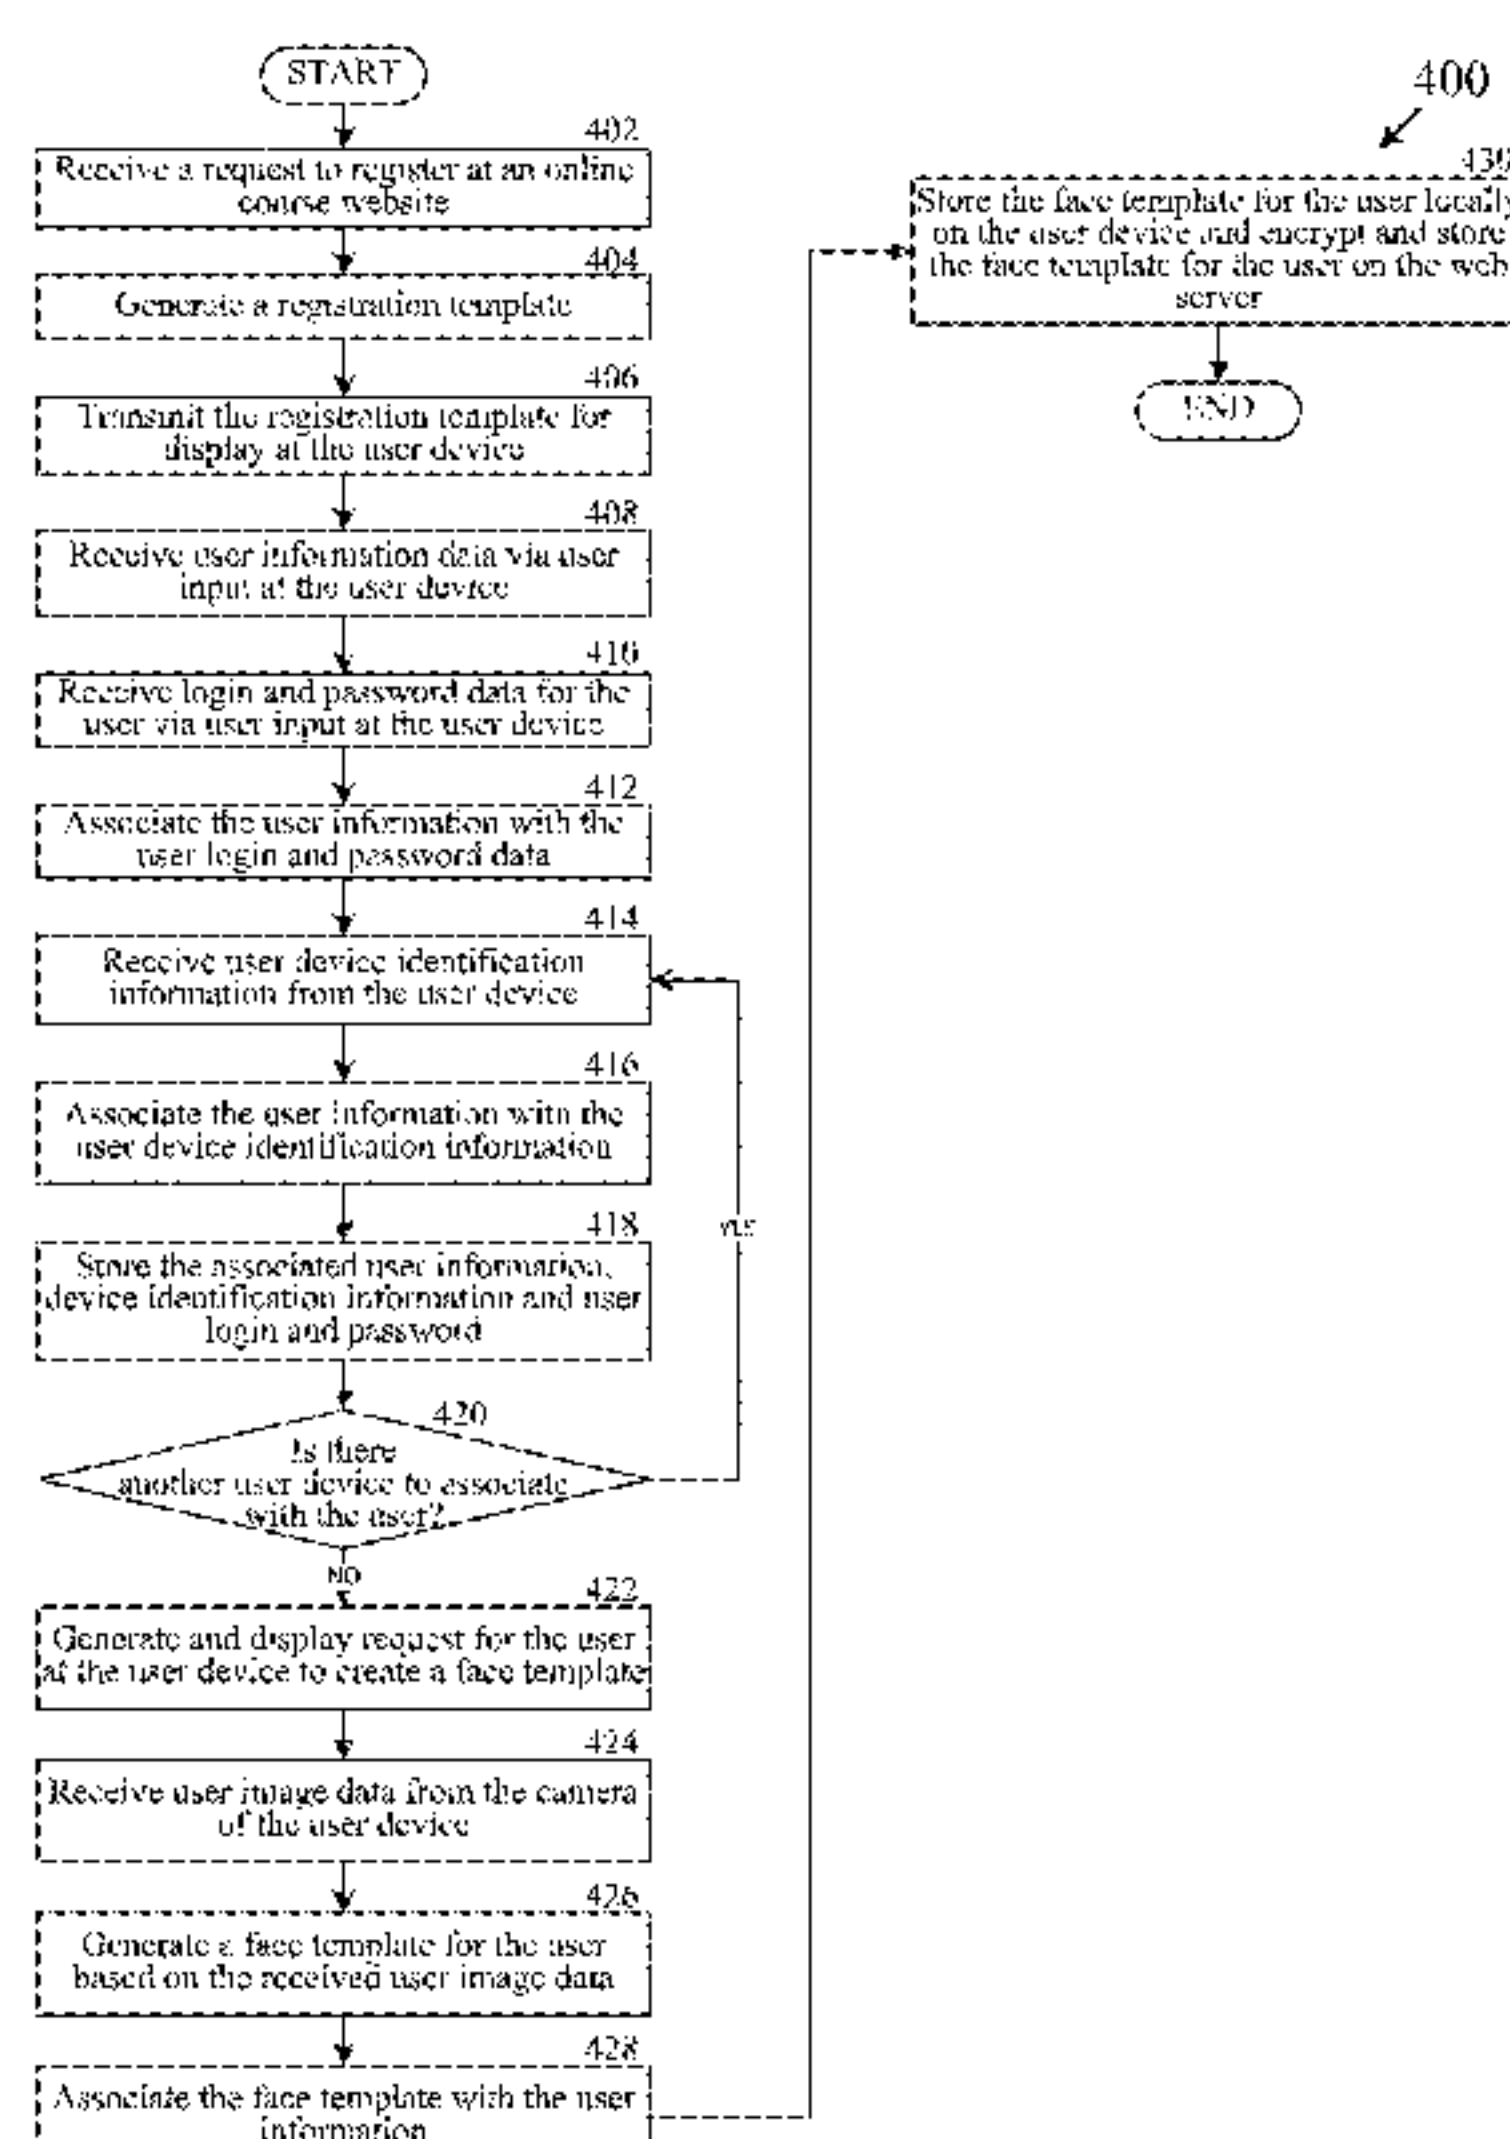 START
402
Receive a request to register at an online
course website
404
Generate a registration template
406
Transmit the registration template for
display at the user device
408
Receive user information data via user
input at the user device
410
Receive login and password data for the
user via user input at the user device
412
Associate the user information with the
user login and password data
414
Receive user device identification
information from the user device
416
Associate the user information with the
user device identification information
418
Store the associated user information,
device identification information and user
login and password
YES
420
Is there
another user device to associate
with the user?
NO
422
Generate and display request for the user
at the user device to create a face template
424
Receive user image data from the camera
of the user device
426
Generate a face template for the user
based on the received user image data
428
Associate the face template with the user
information
400
430
Store the face template for the user locally
on the user device and encrypt and store
the face template for the user on the web
server
END